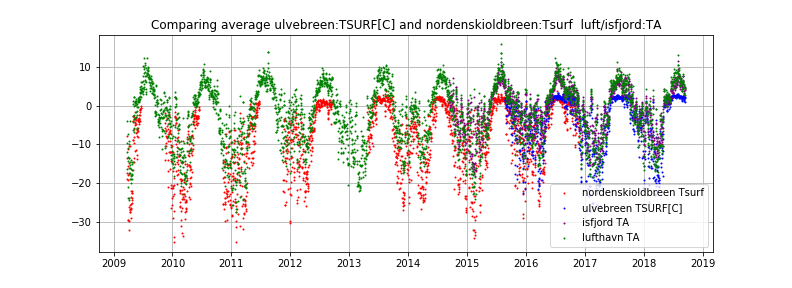 Comparing average ulvebreen:TSURF[C] and nordenskioldbreen:Tsurf  luft/isfjord:TA
10
0
−10
−20
−30
nordenskioldbreen Tsurf
ulvebreen TSURF[C]
isfjord TA
lufthavn TA
2009 2010 2011 2012 2013 2014 2015 2016 2017 2018 2019